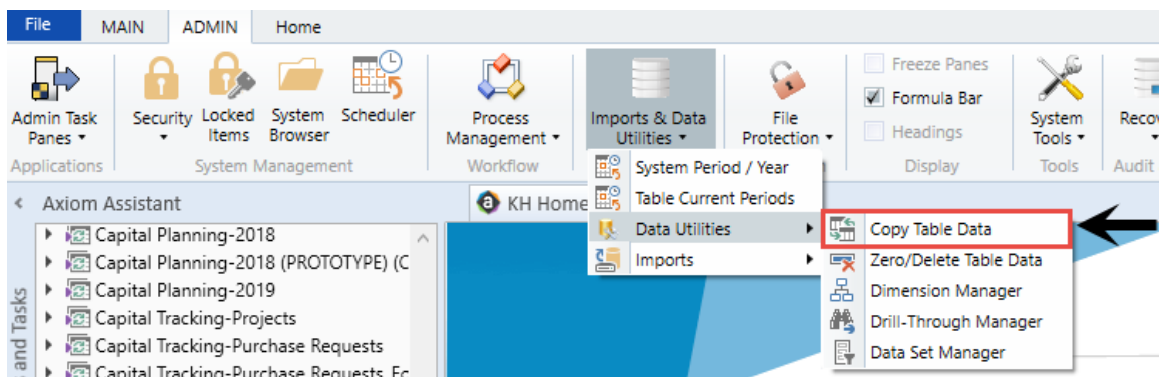 File MAIN ADMIN Home
Admin Task Panes
Security
Locked Items
System Browser
Scheduler
Process Management
Imports & Data Utilities
File Protection
Freeze Panes
Formula Bar
Headings
System Tools
Applications System Management Workflow Display Tools Audit
System Period / Year
Table Current Periods
Data Utilities
Imports
Copy Table Data
Zero/Delete Table Data
Dimension Manager
Drill-Through Manager
Data Set Manager
Axiom Assistant
KH Home
Capital Planning-2018
Capital Planning-2018 (PROTOTYPE) (C
Capital Planning-2019
Capital Tracking-Projects
Capital Tracking-Purchase Requests
Capital Tracking-Purchase Requests
and Tasks